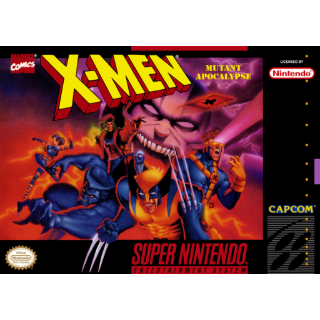 MARVEL
COMICS
X-MEN
MUTANT
APOCALYPSE
LICENSED BY
Nintendo
CAPCOM
SUPER NINTENDO
ENTERTAINMENT SYSTEM